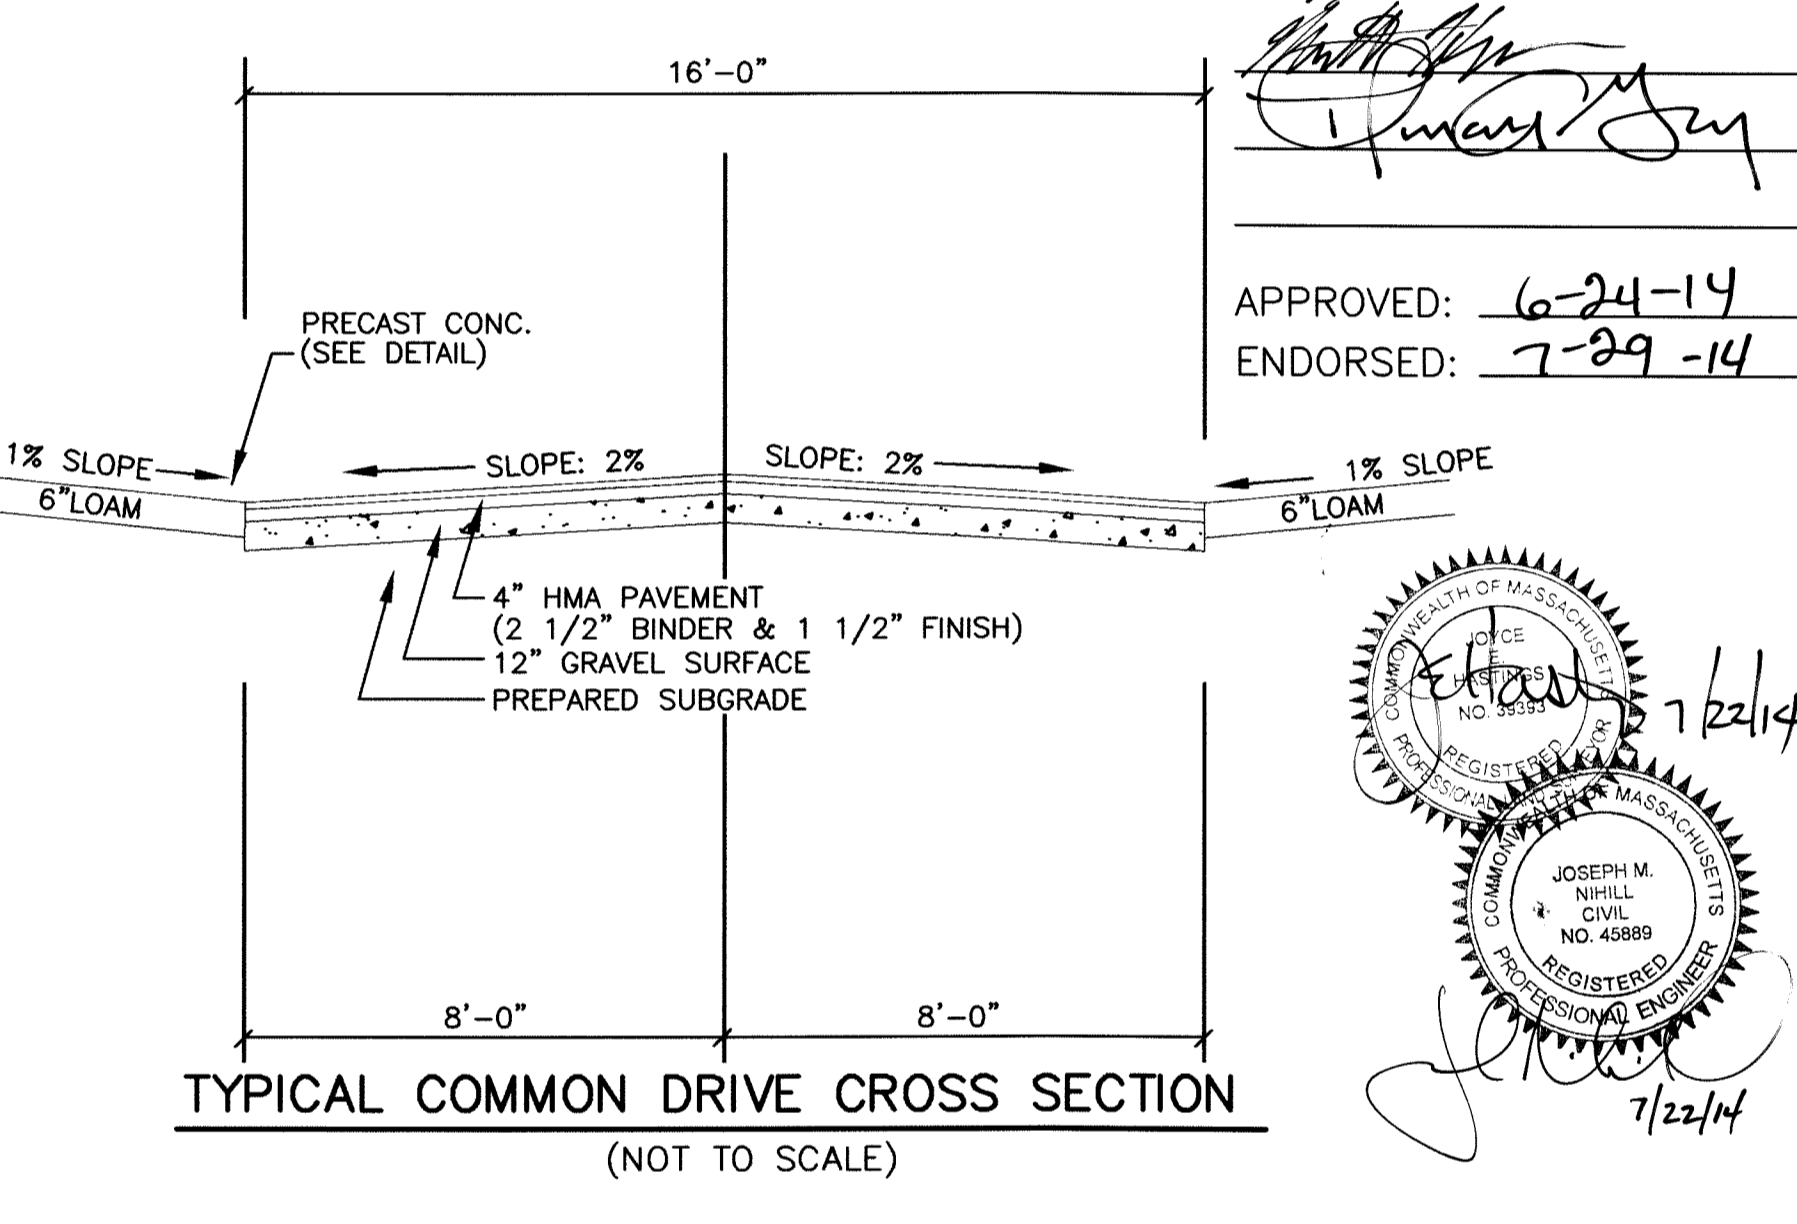 16'-0"
APPROVED: 6-24-14
ENDORSED: 7-29-14
PRECAST CONC.
(SEE DETAIL)
1% SLOPE
SLOPE: 2%
SLOPE: 2%
1% SLOPE
6"LOAM
6"LOAM
4" HMA PAVEMENT
(2 1/2" BINDER & 1 1/2" FINISH)
12" GRAVEL SURFACE
PREPARED SUBGRADE
COMMONWEALTH OF MASSACHUSETTS
JOYCE
E
HASTINGS
NO. 39393
REGISTERED
PROFESSIONAL LAND SURVEYOR
7/22/14
COMMONWEALTH OF MASSACHUSETTS
JOSEPH M.
NIHILL
CIVIL
NO. 45889
REGISTERED
PROFESSIONAL ENGINEER
7/22/14
8'-0"
8'-0"
TYPICAL COMMON DRIVE CROSS SECTION
(NOT TO SCALE)